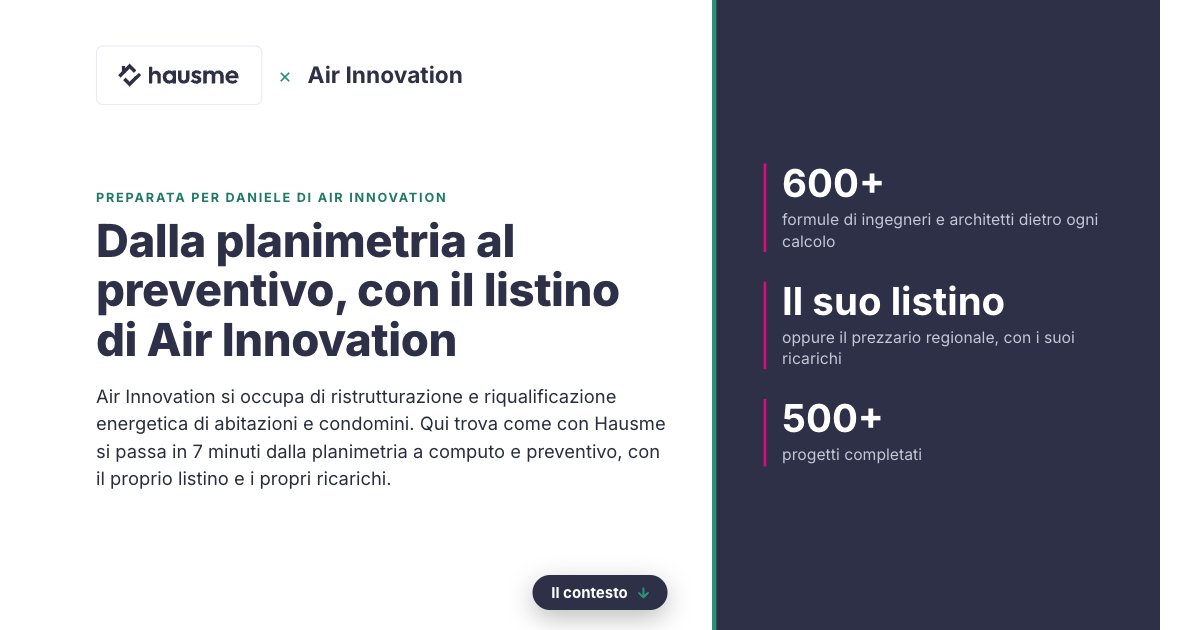 hausme × Air Innovation
PREPARATA PER DANIELE DI AIR INNOVATION
Dalla planimetria al
preventivo, con il listino
di Air Innovation
Air Innovation si occupa di ristrutturazione e riqualificazione
energetica di abitazioni e condomini. Qui trova come con Hausme
si passa in 7 minuti dalla planimetria a computo e preventivo, con
il proprio listino e i propri ricarichi.
Il contesto ↓
600+
formule di ingegneri e architetti dietro ogni
calcolo
Il suo listino
oppure il prezzario regionale, con i suoi
ricarichi
500+
progetti completati